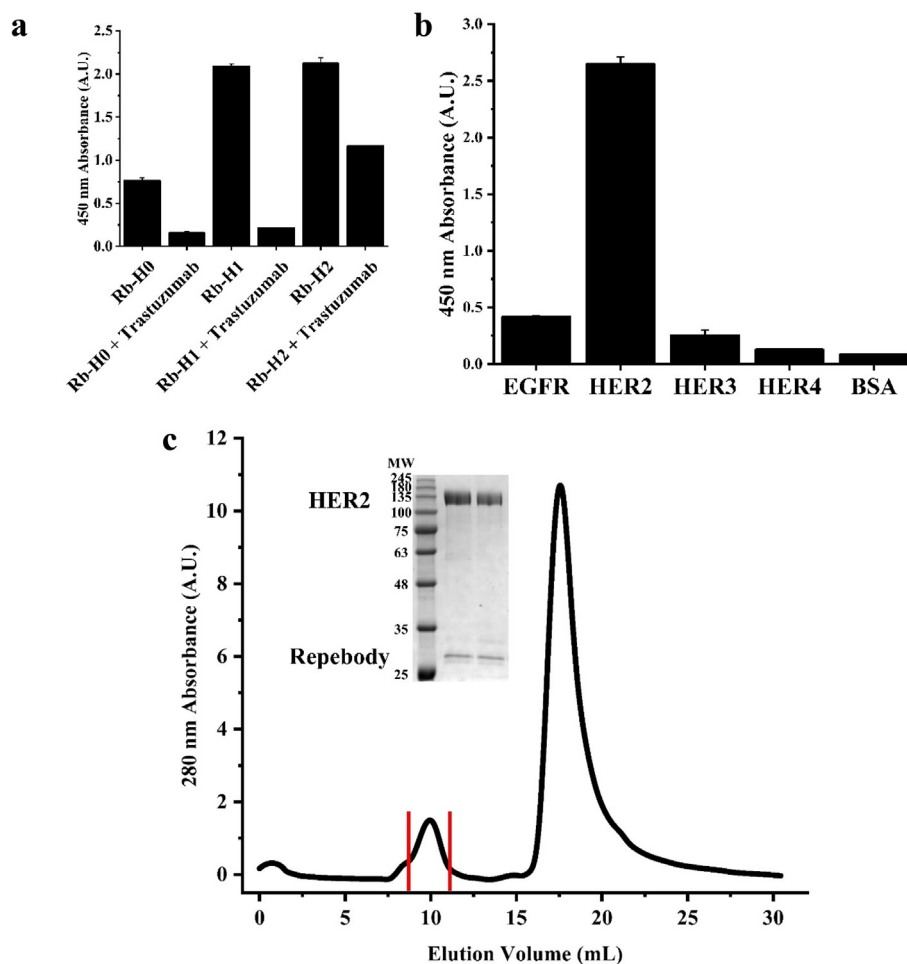 a
450 nm Absorbance (A.U.)
2.5
2.0
1.5
1.0
0.5
0.0
Rb-H0
Rb-H0 + Trastuzumab
Rb-H1
Rb-H1 + Trastuzumab
Rb-H2
Rb-H2 + Trastuzumab
b
450 nm Absorbance (A.U.)
3.0
2.5
2.0
1.5
1.0
0.5
0.0
EGFR HER2 HER3 HER4 BSA
c
280 nm Absorbance (A.U.)
12
10
8
6
4
2
0
MW
245
180
135
100
75
63
48
35
25
HER2
Repebody
0 5 10 15 20 25 30
Elution Volume (mL)